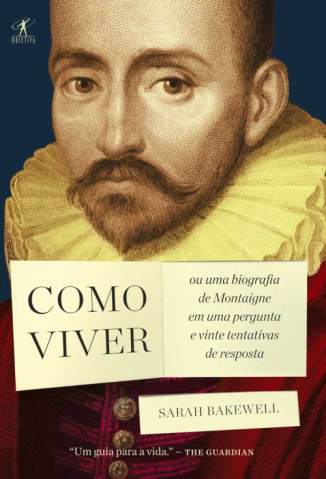 OBJETIVA
COMO
VIVER
ou uma biografia
de Montaigne
em uma pergunta
e vinte tentativas
de resposta
SARAH BAKEWELL
“Um guia para a vida.” – THE GUARDIAN